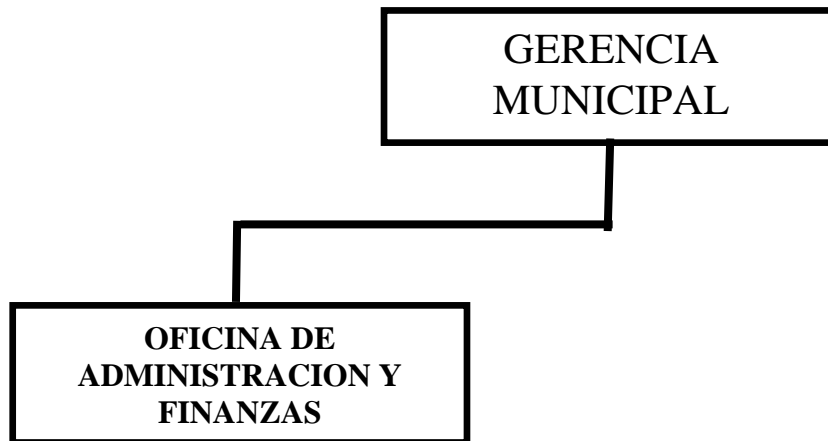 GERENCIA
MUNICIPAL
OFICINA DE
ADMINISTRACION Y
FINANZAS